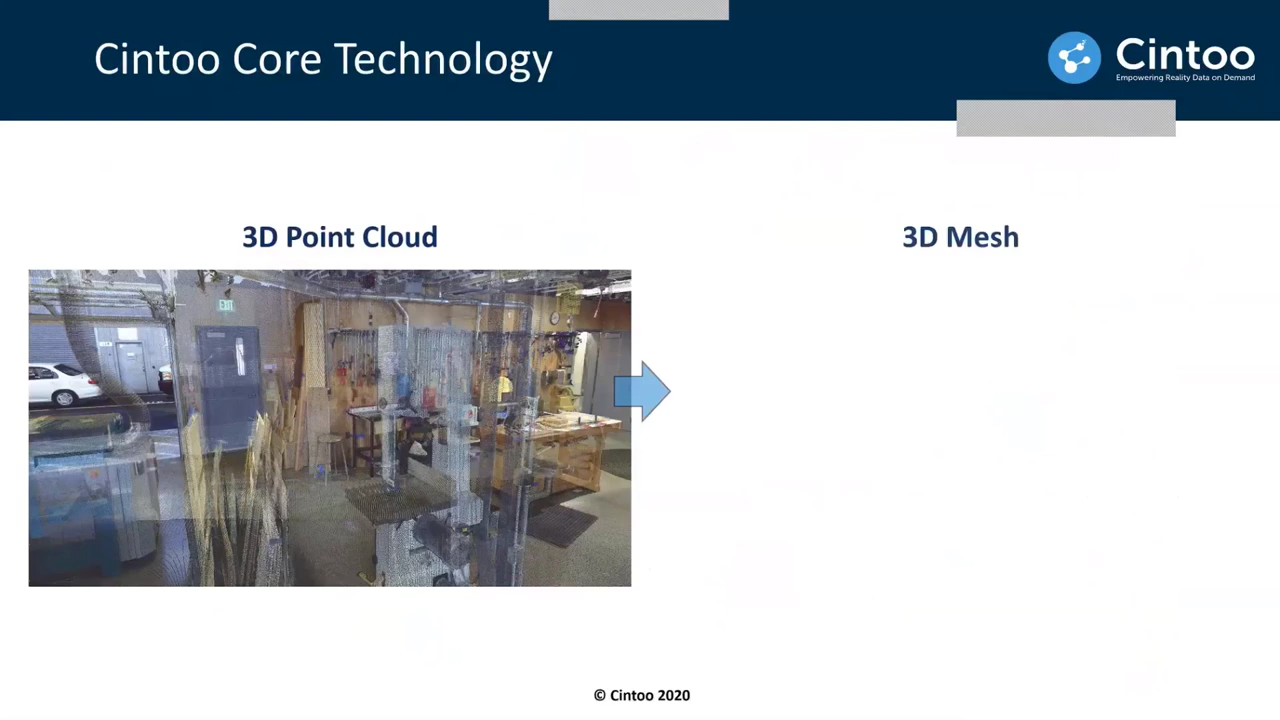 Cintoo Core Technology
Cintoo
Empowering Reality Data on Demand
3D Point Cloud
3D Mesh
EXIT
© Cintoo 2020